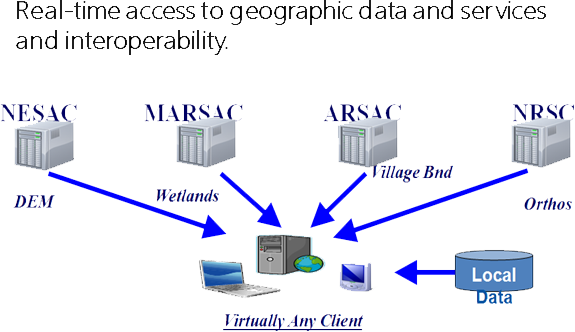 Real-time access to geographic data and services
and interoperability.
NESAC MARSAC ARSAC NRSC
DEM
Wetlands
Village Bnd
Orthos
Local
Data
Virtually Any Client